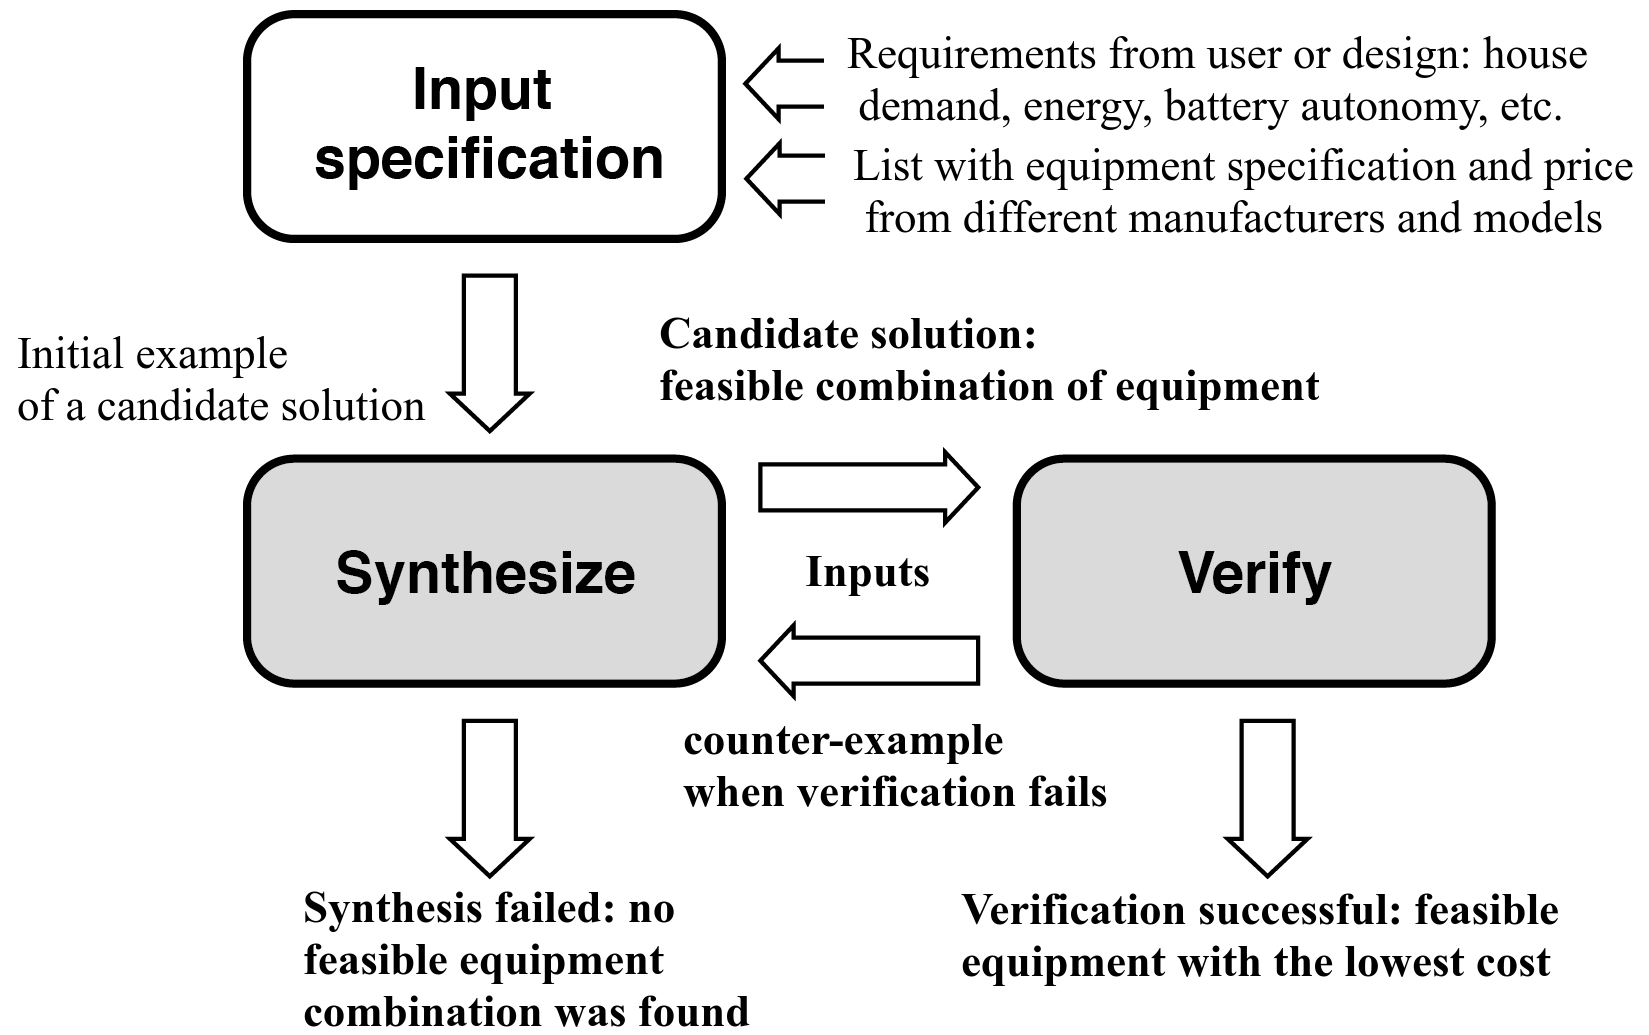 Input
specification
Requirements from user or design: house
demand, energy, battery autonomy, etc.
List with equipment specification and price
from different manufacturers and models
Initial example
of a candidate solution
Candidate solution:
feasible combination of equipment
Synthesize
Inputs
Verify
counter-example
when verification fails
Synthesis failed: no
feasible equipment
combination was found
Verification successful: feasible
equipment with the lowest cost